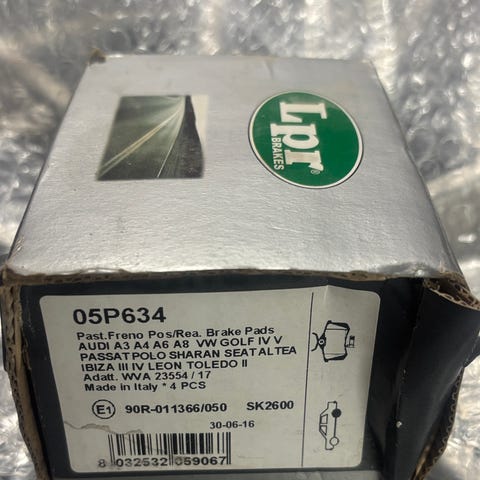 Lpr®
BRAKES
05P634
Past.Freno Pos/Rea. Brake Pads
AUDI A3 A4 A6 A8 VW GOLF IV V
PASSAT POLO SHARAN SEAT ALTEA
IBIZA III IV LEON TOLEDO II
Adatt. WVA 23554 / 17
Made in Italy * 4 PCS
E1 90R-011366/050 SK2600
30-06-16
8 032532 059067